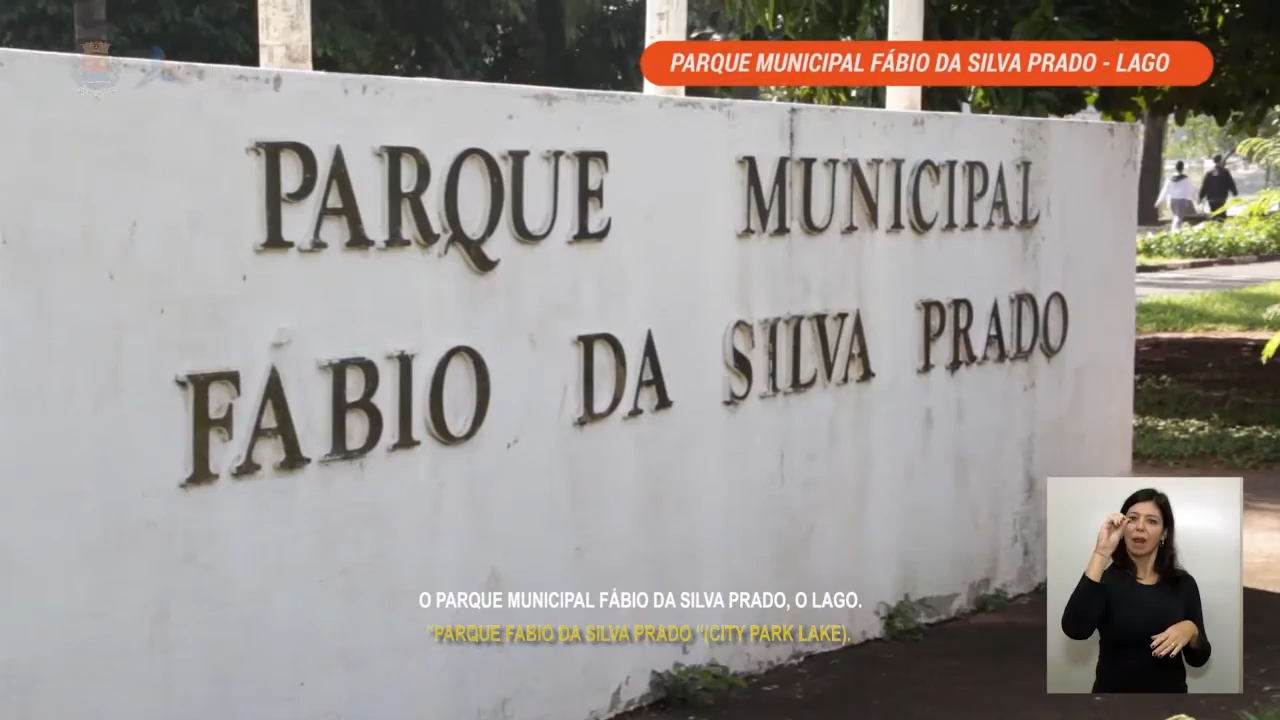 PARQUE MUNICIPAL FÁBIO DA SILVA PRADO - LAGO
PARQUE MUNICIPAL
FÁBIO DA SILVA PRADO
O PARQUE MUNICIPAL FÁBIO DA SILVA PRADO, O LAGO.
"PARQUE FABIO DA SILVA PRADO "(CITY PARK LAKE).